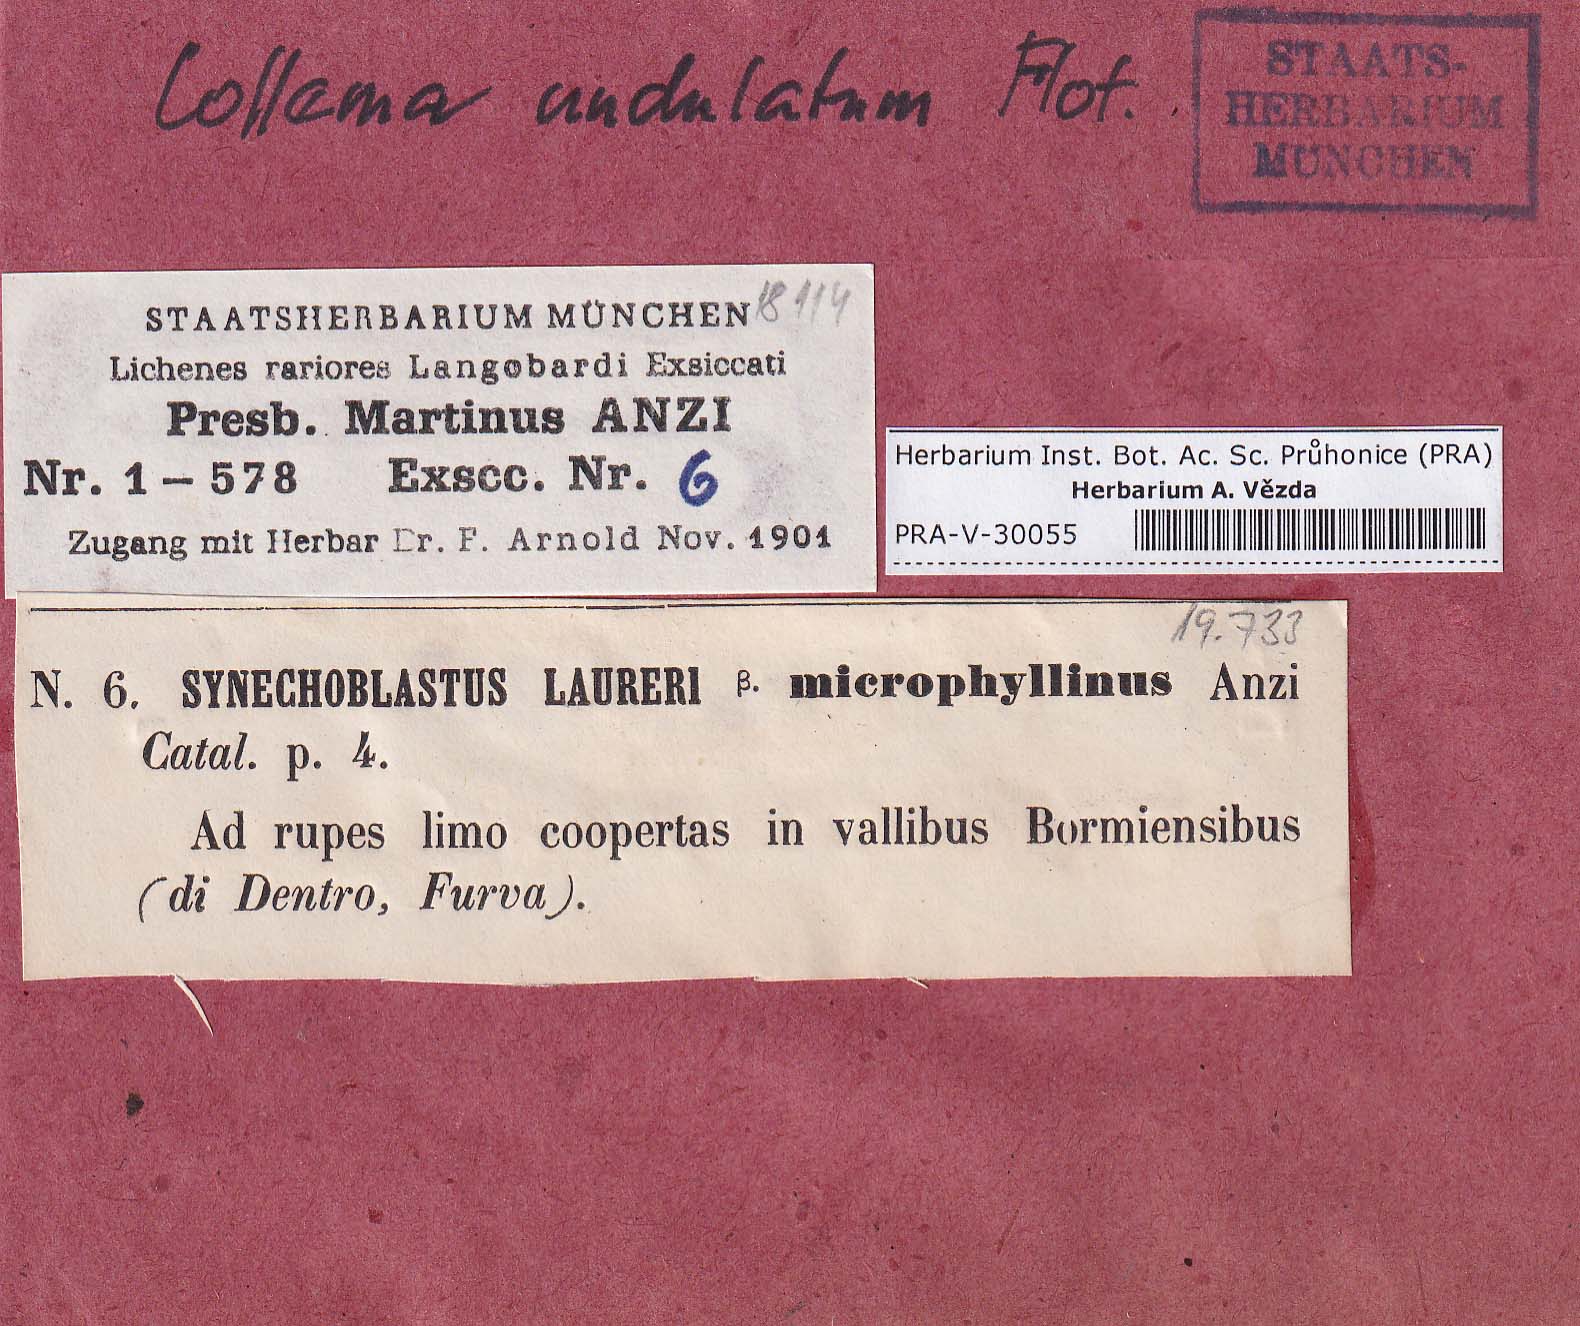 Collema undulatum Flot.
STAATS-
HERBARIUM
MÜNCHEN
STAATSHERBARIUM MÜNCHEN 18114
Lichenes rariores Langobardi Exsiccati
Presb. Martinus ANZI
Nr. 1 – 578 Exscc. Nr. 6
Zugang mit Herbar Dr. F. Arnold Nov. 1901
Herbarium Inst. Bot. Ac. Sc. Průhonice (PRA)
Herbarium A. Vězda
PRA-V-30055
19.733
N. 6. SYNECHOBLASTUS LAURERI β. microphyllinus Anzi
Catal. p. 4.
Ad rupes limo coopertas in vallibus Bormiensibus
(di Dentro, Furva).